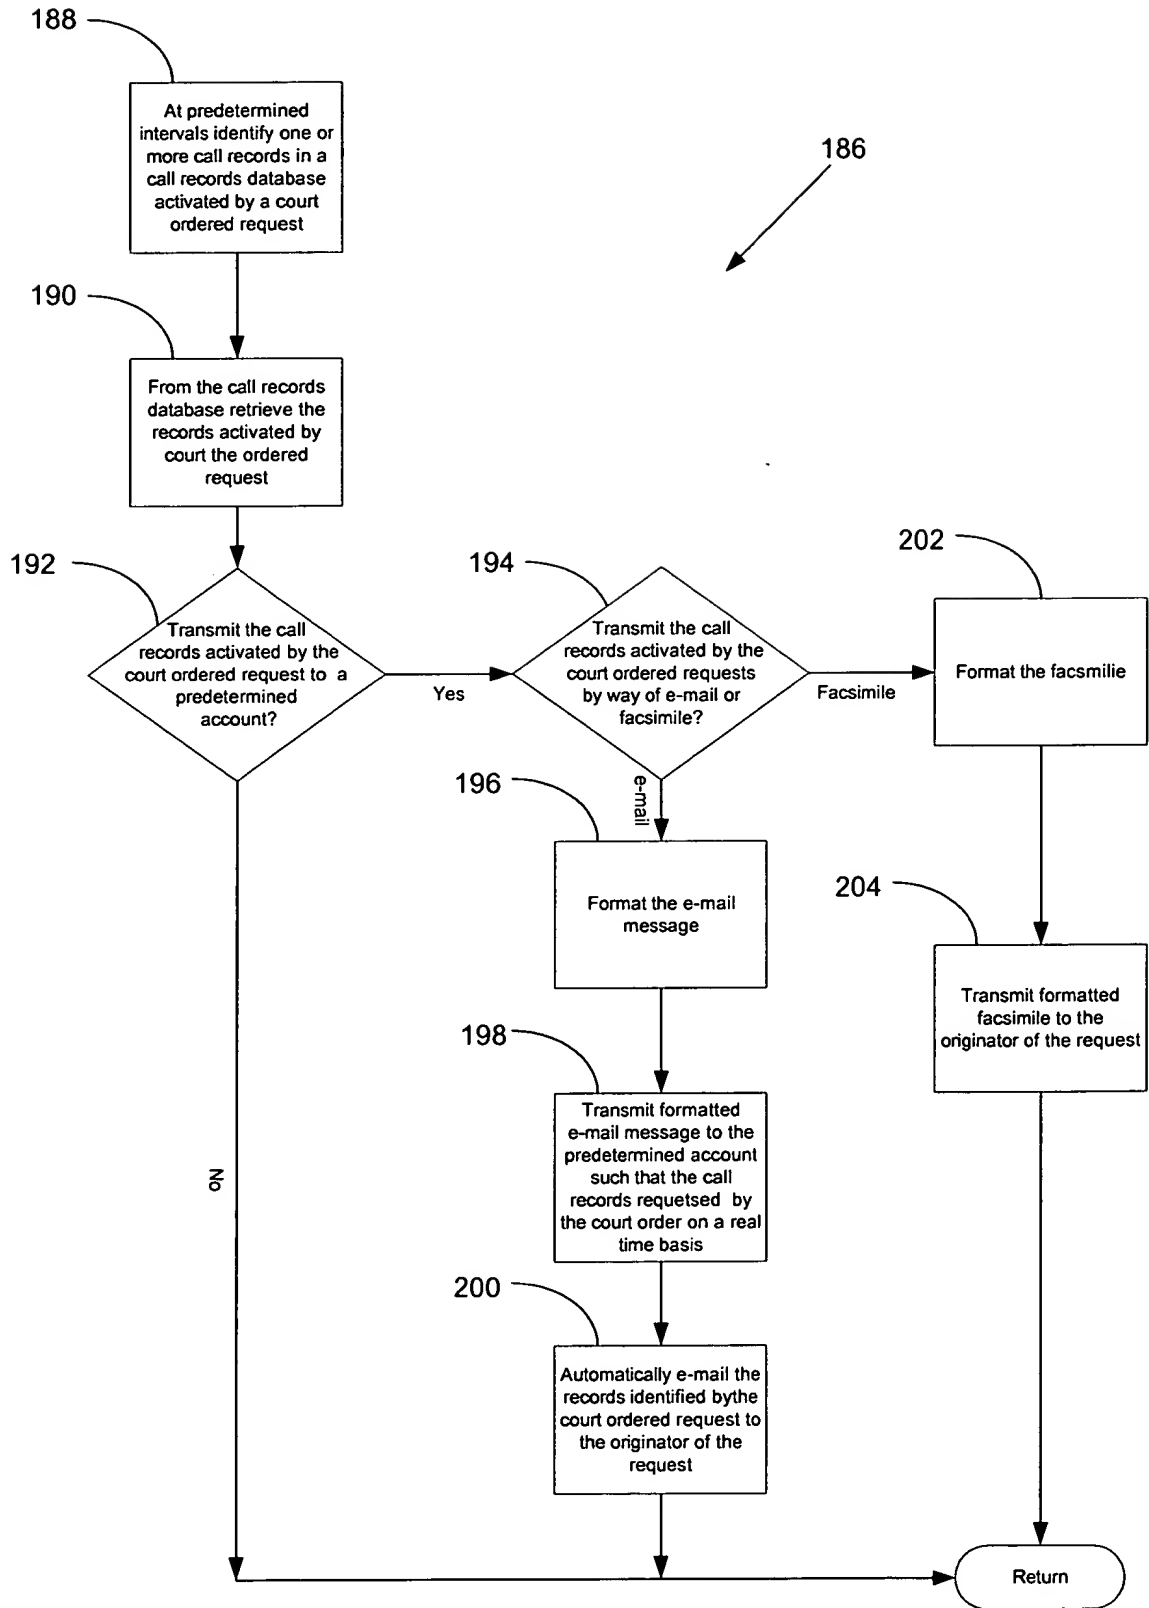 188
At predetermined
intervals identify one or
more call records in a
call records database
activated by a court
ordered request
186
190
From the call records
database retrieve the
records activated by
court the ordered
request
192
Transmit the call
records activated by the
court ordered request to a
predetermined
account?
Yes
194
Transmit the call
records activated by the
court ordered requests
by way of e-mail or
facsimile?
Facsimile
202
Format the facsmilie
e-mail
196
Format the e-mail
message
204
Transmit formatted
facsimile to the
originator of the request
198
Transmit formatted
e-mail message to the
predetermined account
such that the call
records requetsed by
the court order on a real
time basis
No
200
Automatically e-mail the
records identified bythe
court ordered request to
the originator of the
request
Return